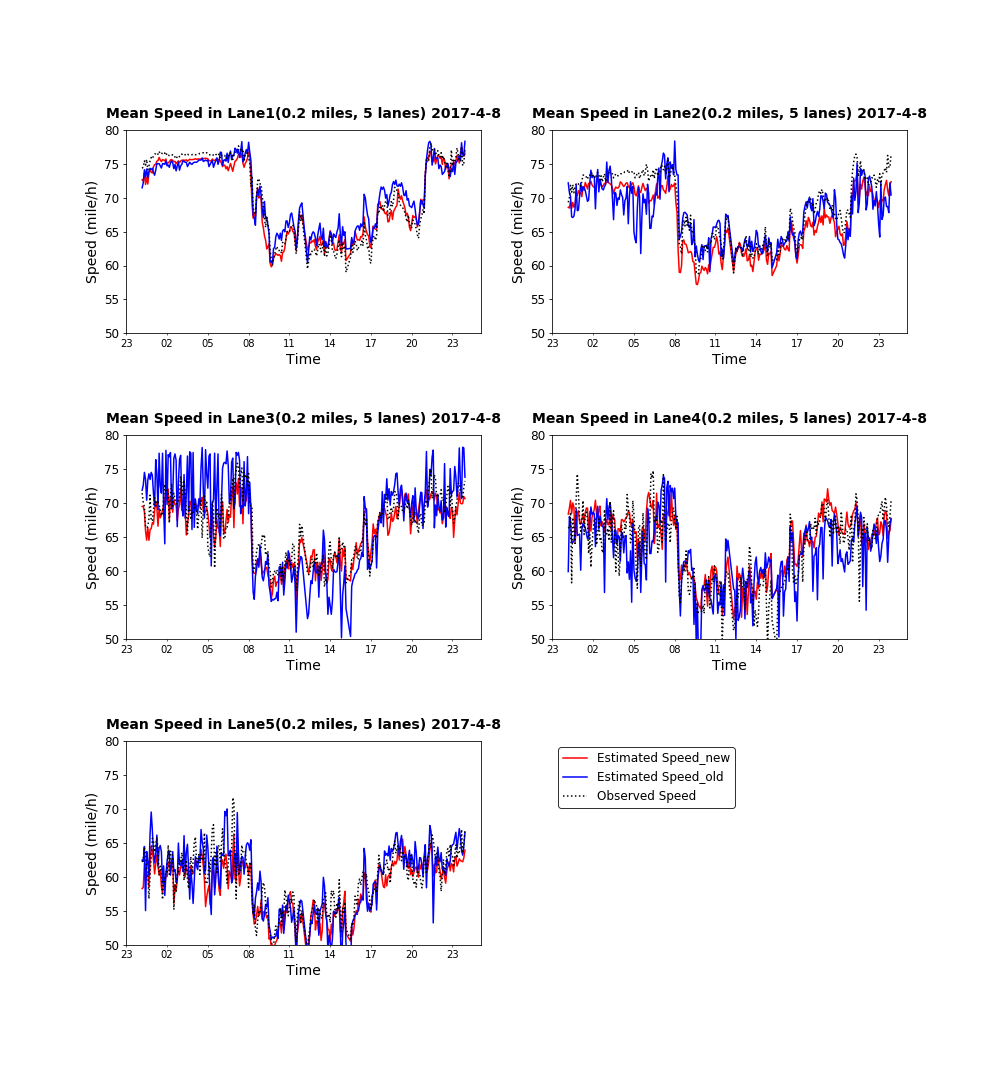 Mean Speed in Lane1(0.2 miles, 5 lanes) 2017-4-8
80
75
70
65
60
55
50
Speed (mile/h)
23 02 05 08 11 14 17 20 23
Time
Mean Speed in Lane2(0.2 miles, 5 lanes) 2017-4-8
80
75
70
65
60
55
50
Speed (mile/h)
23 02 05 08 11 14 17 20 23
Time
Mean Speed in Lane3(0.2 miles, 5 lanes) 2017-4-8
80
75
70
65
60
55
50
Speed (mile/h)
23 02 05 08 11 14 17 20 23
Time
Mean Speed in Lane4(0.2 miles, 5 lanes) 2017-4-8
80
75
70
65
60
55
50
Speed (mile/h)
23 02 05 08 11 14 17 20 23
Time
Mean Speed in Lane5(0.2 miles, 5 lanes) 2017-4-8
80
75
70
65
60
55
50
Speed (mile/h)
23 02 05 08 11 14 17 20 23
Time
Estimated Speed_new
Estimated Speed_old
Observed Speed